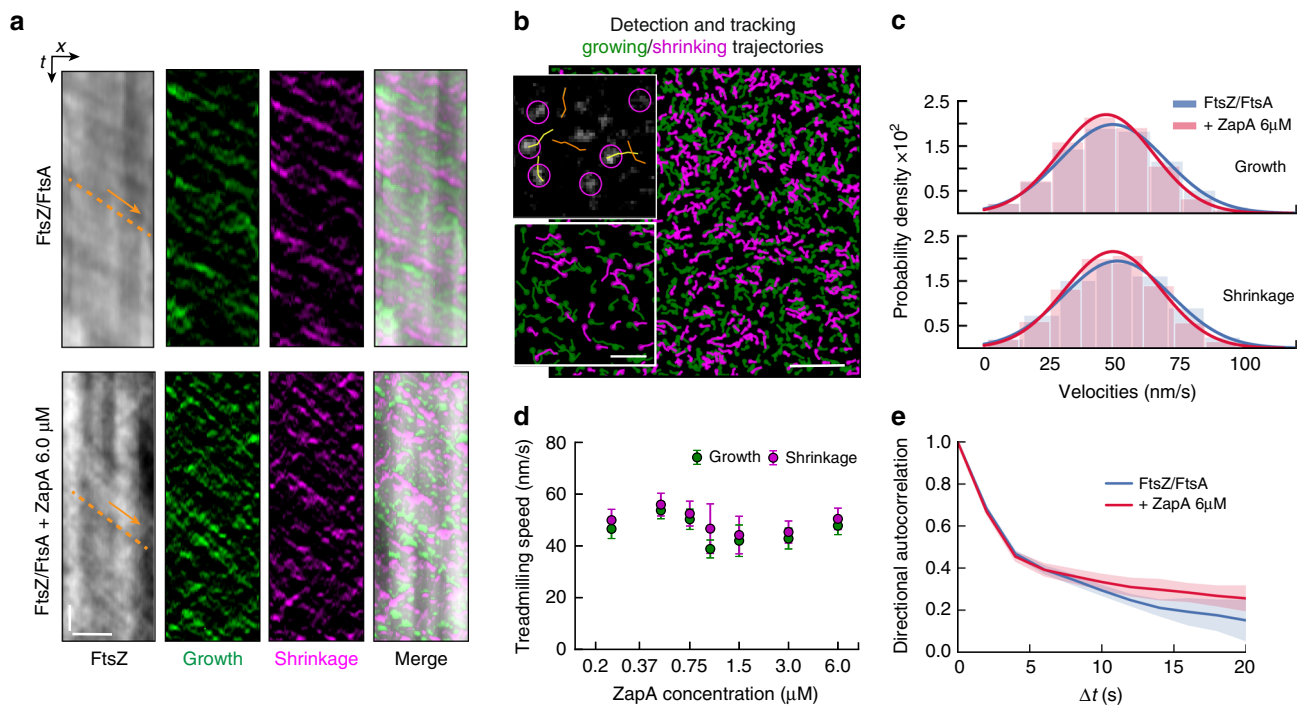 a
x
t
FtsZ/FtsA
FtsZ/FtsA + ZapA 6.0 μM
FtsZ
Growth
Shrinkage
Merge
b
Detection and tracking
growing/shrinking trajectories
c
Probability density ×10²
2.5
1.5
0.5
FtsZ/FtsA
+ ZapA 6μM
Growth
2.5
1.5
0.5
Shrinkage
0
25
50
75
100
Velocities (nm/s)
d
Treadmilling speed (nm/s)
80
60
40
20
0
Growth
Shrinkage
0.2
0.37
0.75
1.5
3.0
6.0
ZapA concentration (μM)
e
Directional autocorrelation
1.0
0.8
0.6
0.4
0.2
0
FtsZ/FtsA
+ ZapA 6μM
0
5
10
15
20
Δt (s)